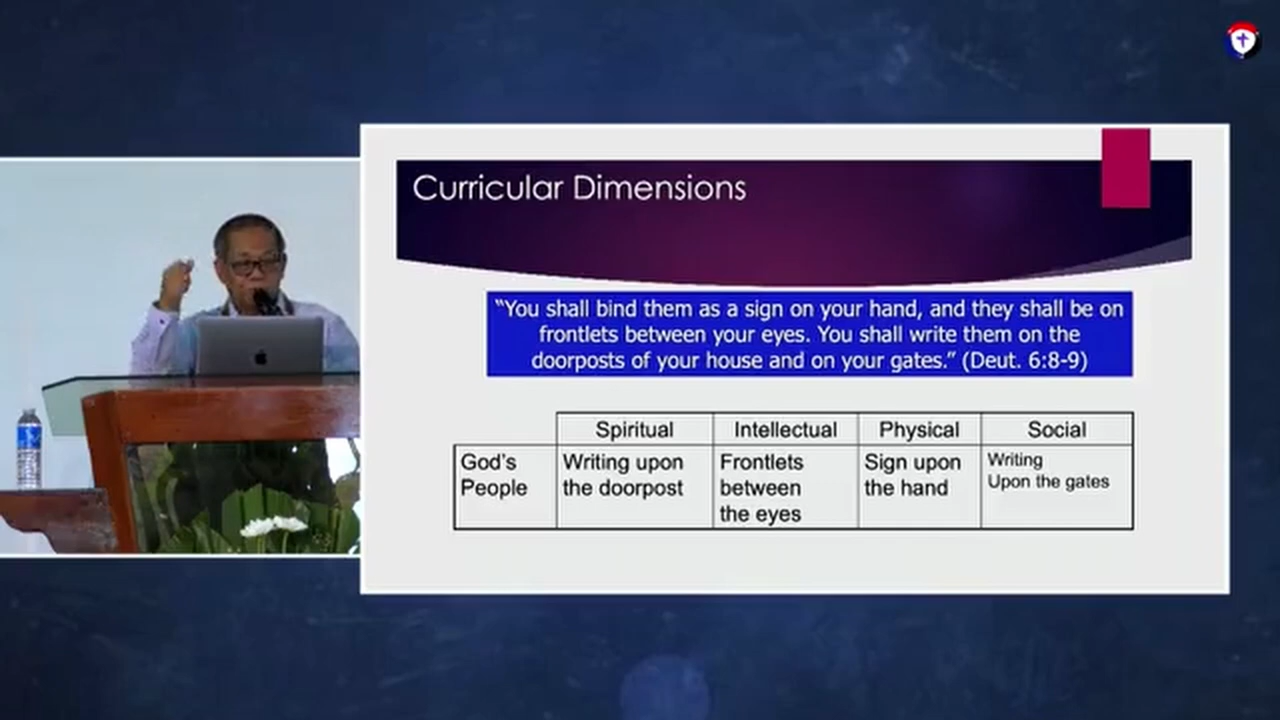 Curricular Dimensions
“You shall bind them as a sign on your hand, and they shall be on
frontlets between your eyes. You shall write them on the
doorposts of your house and on your gates.” (Deut. 6:8-9)
Spiritual Intellectual Physical Social
God’s People
Writing upon the doorpost
Frontlets between the eyes
Sign upon the hand
Writing Upon the gates